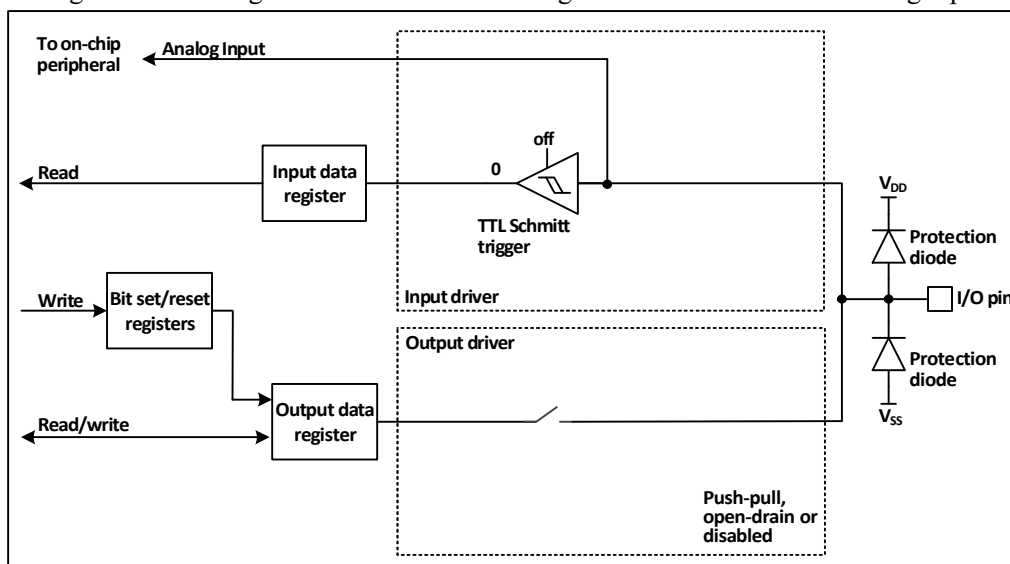 To on-chip
peripheral
Analog Input
off
Read
Input data
register
0
TTL Schmitt
trigger
VDD
Protection
diode
Input driver
I/O pin
Write
Bit set/reset
registers
Output driver
Protection
diode
VSS
Read/write
Output data
register
Push-pull,
open-drain or
disabled